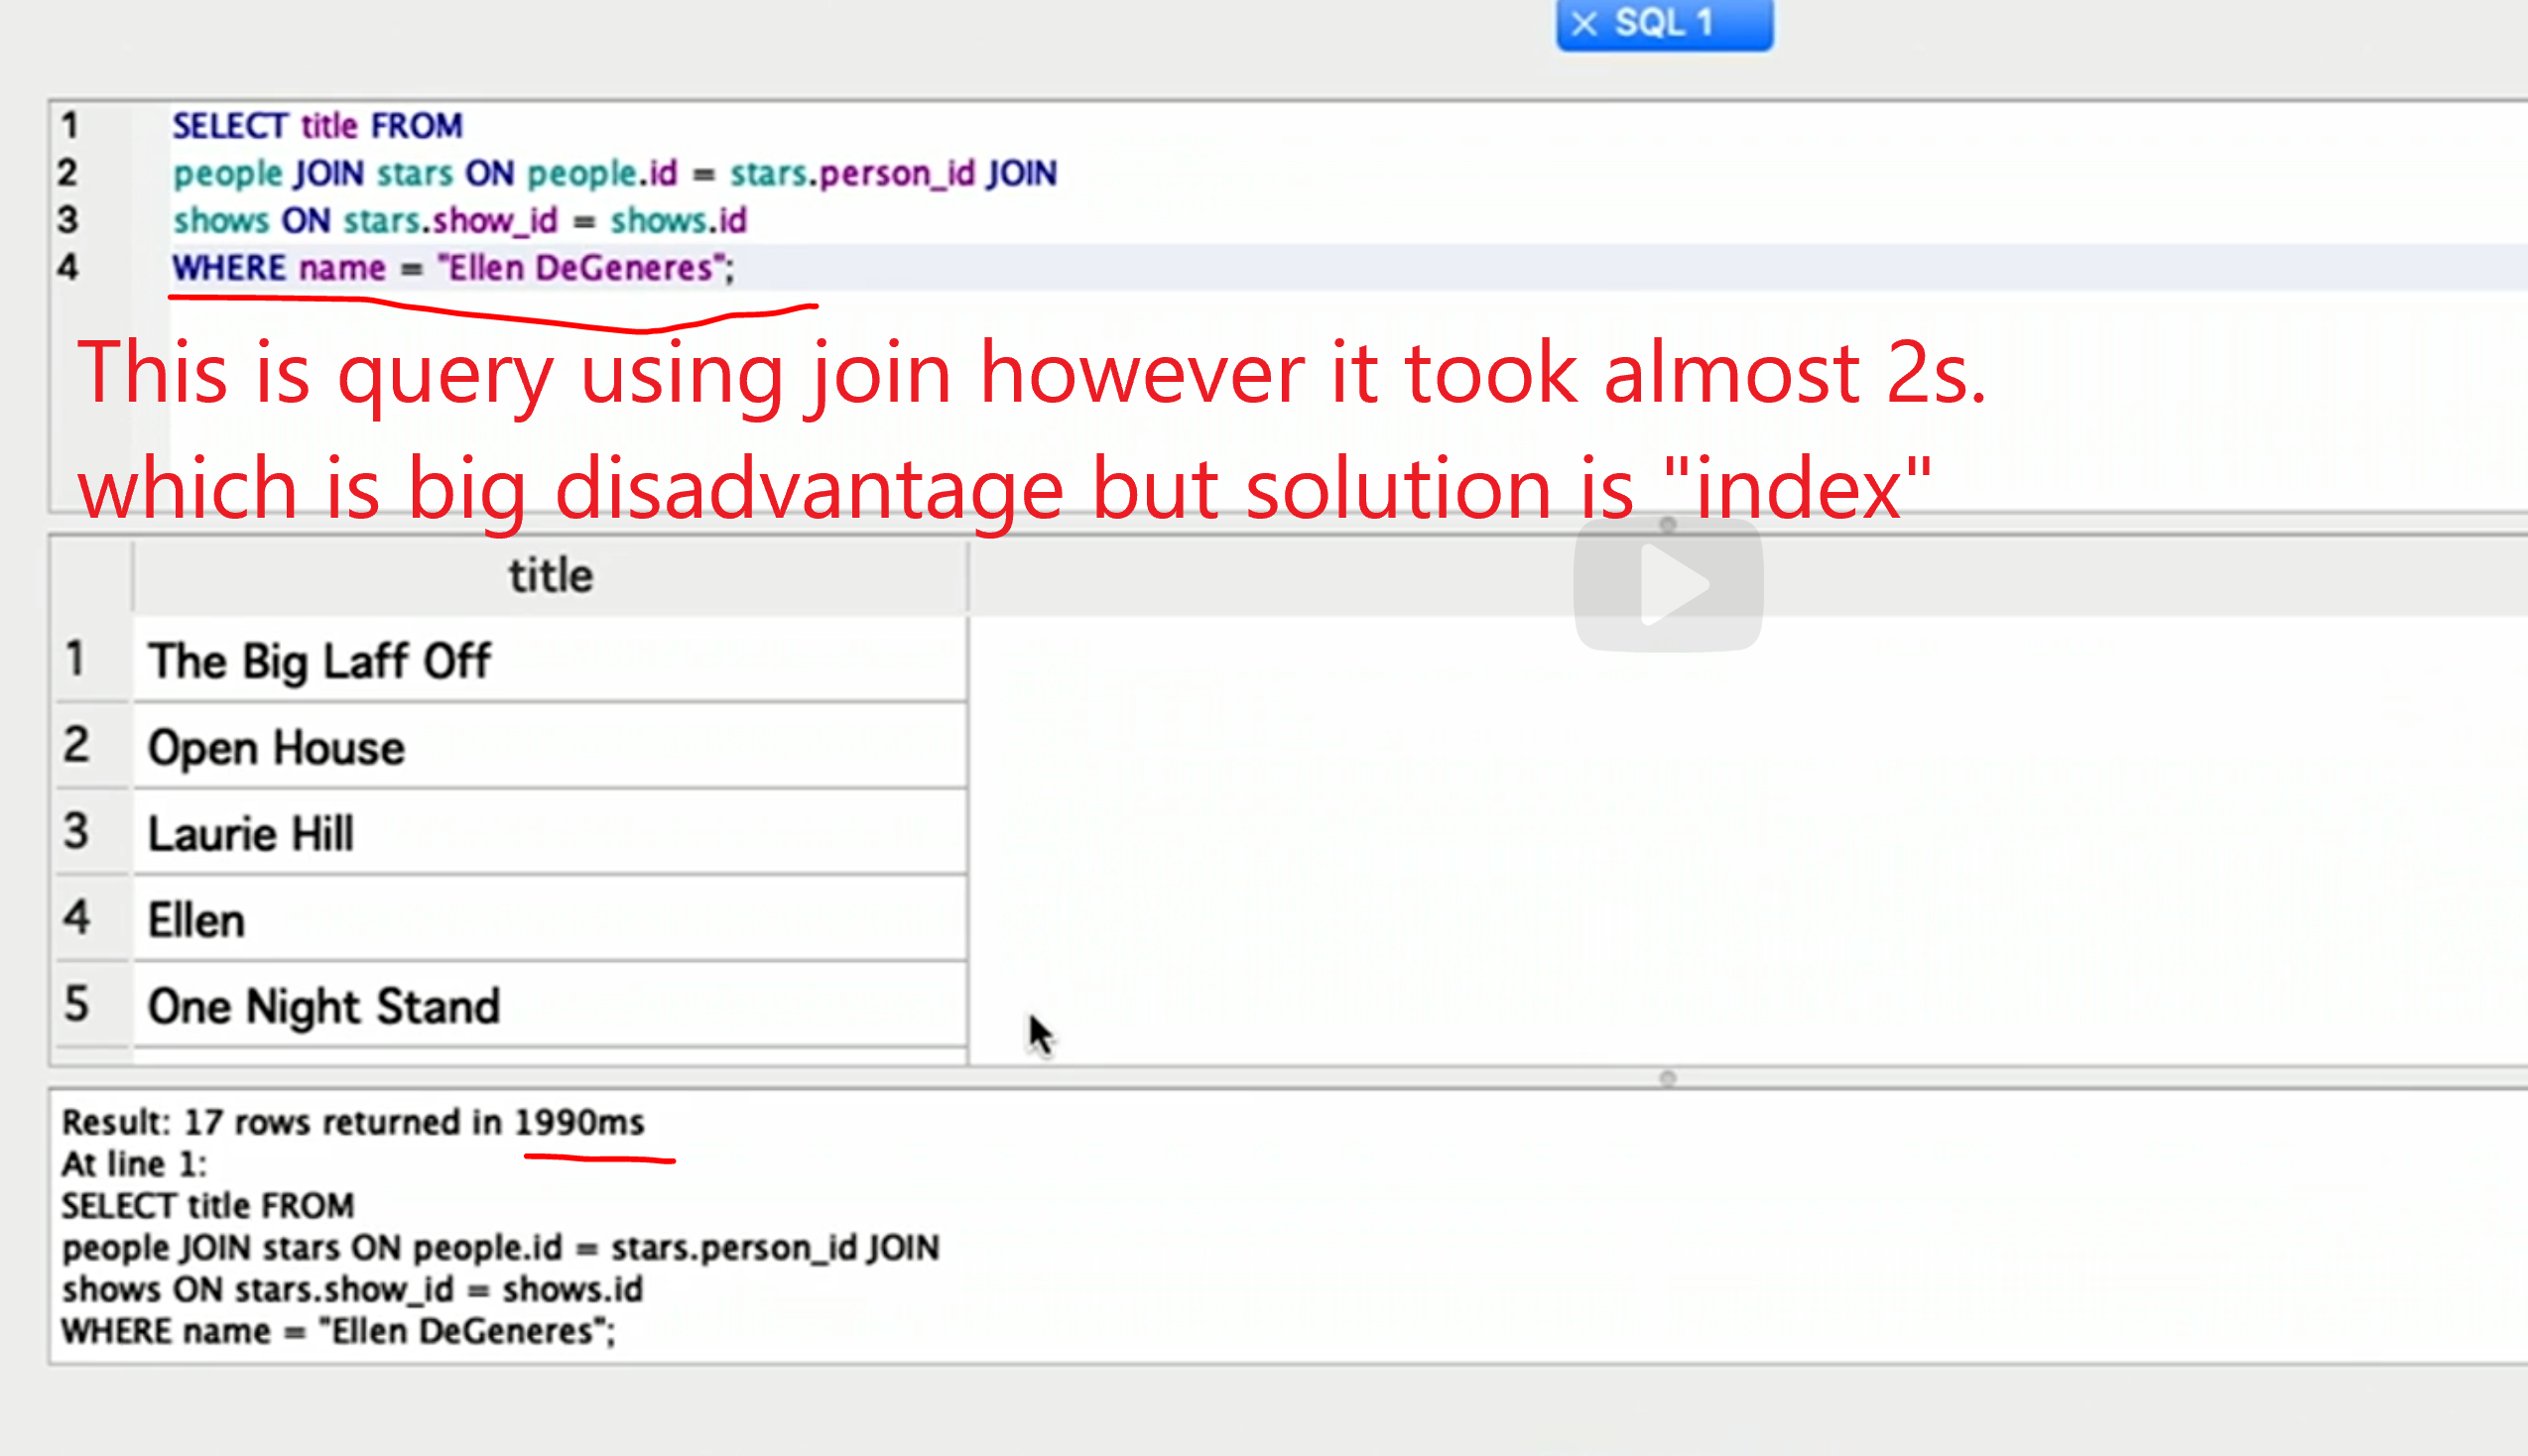 SQL 1
1 SELECT title FROM
2 people JOIN stars ON people.id = stars.person_id JOIN
3 shows ON stars.show_id = shows.id
4 WHERE name = "Ellen DeGeneres";
This is query using join however it took almost 2s.
which is big disadvantage but solution is "index"
title
1 The Big Laff Off
2 Open House
3 Laurie Hill
4 Ellen
5 One Night Stand
Result: 17 rows returned in 1990ms
At line 1:
SELECT title FROM
people JOIN stars ON people.id = stars.person_id JOIN
shows ON stars.show_id = shows.id
WHERE name = "Ellen DeGeneres";